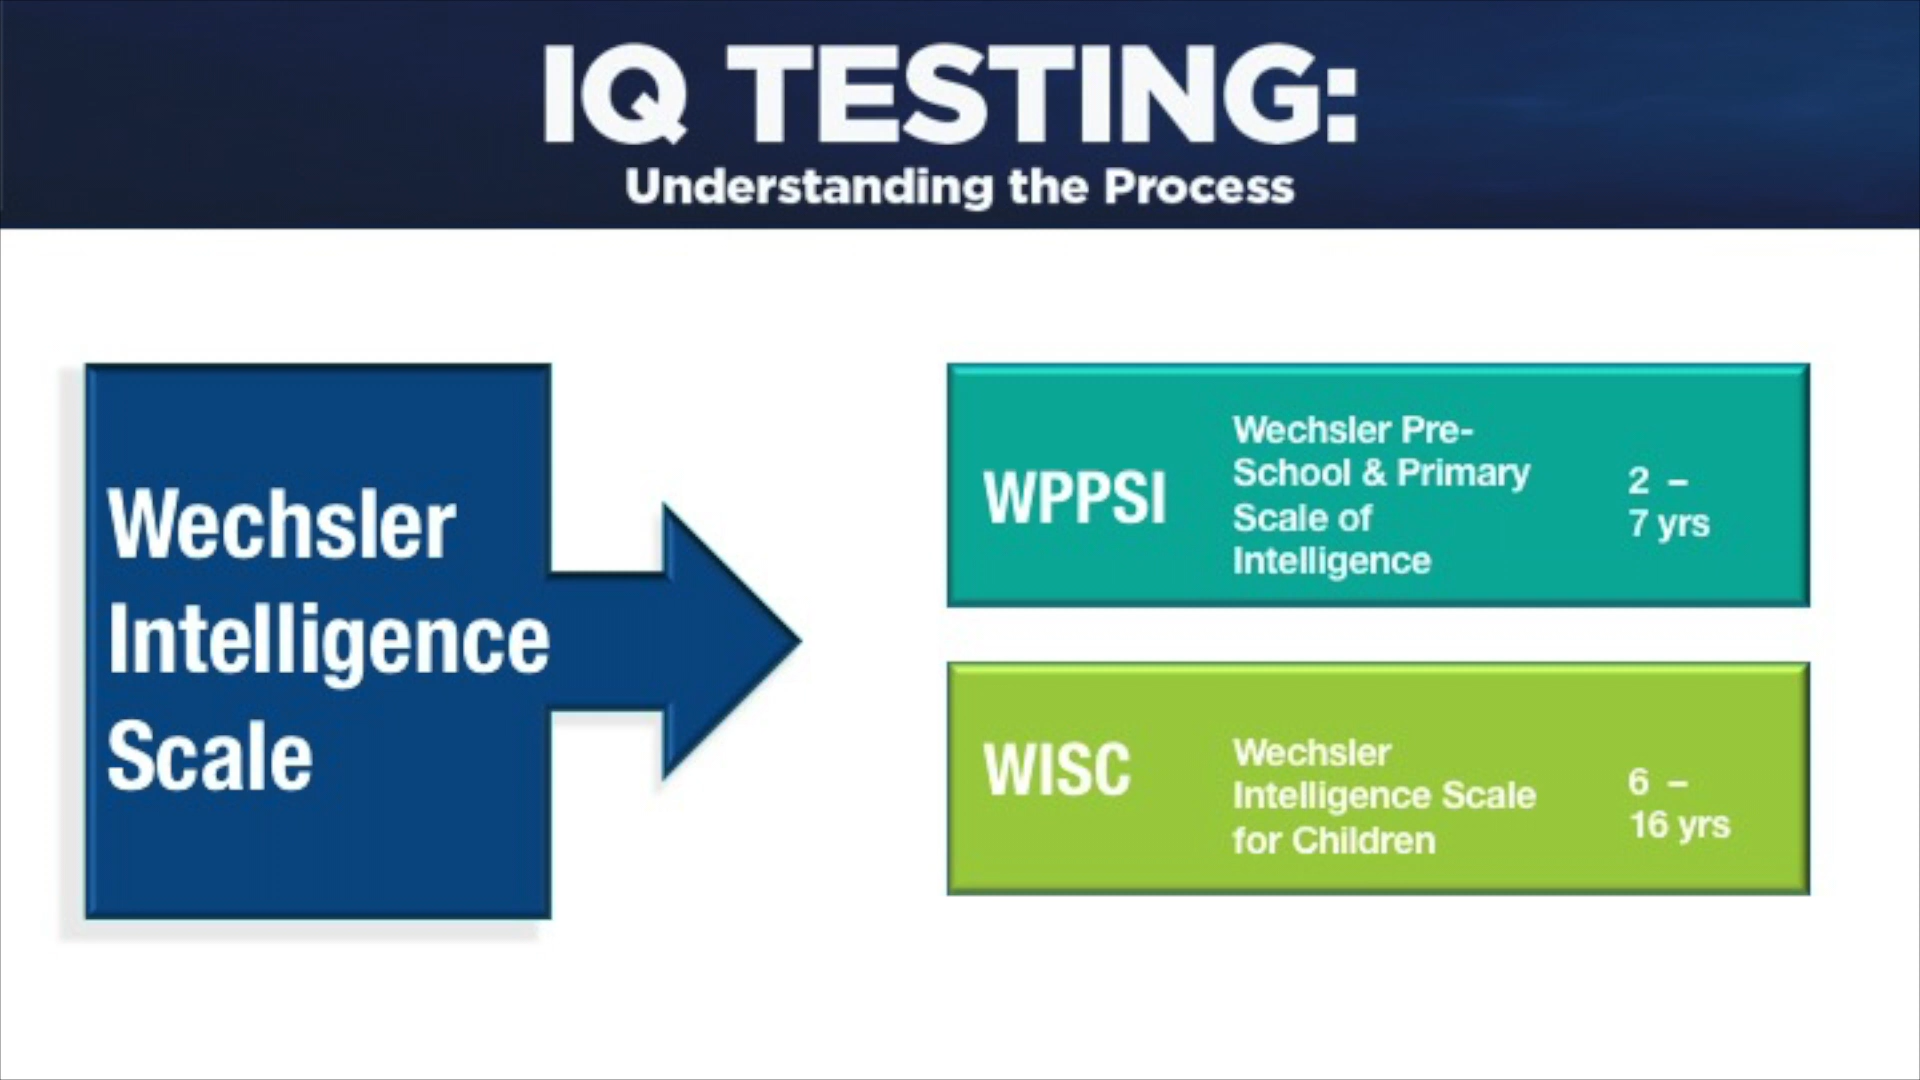 IQ TESTING:
Understanding the Process
Wechsler
Intelligence
Scale
WPPSI
Wechsler Pre-
School & Primary
Scale of
Intelligence
2 –
7 yrs
WISC
Wechsler
Intelligence Scale
for Children
6 –
16 yrs